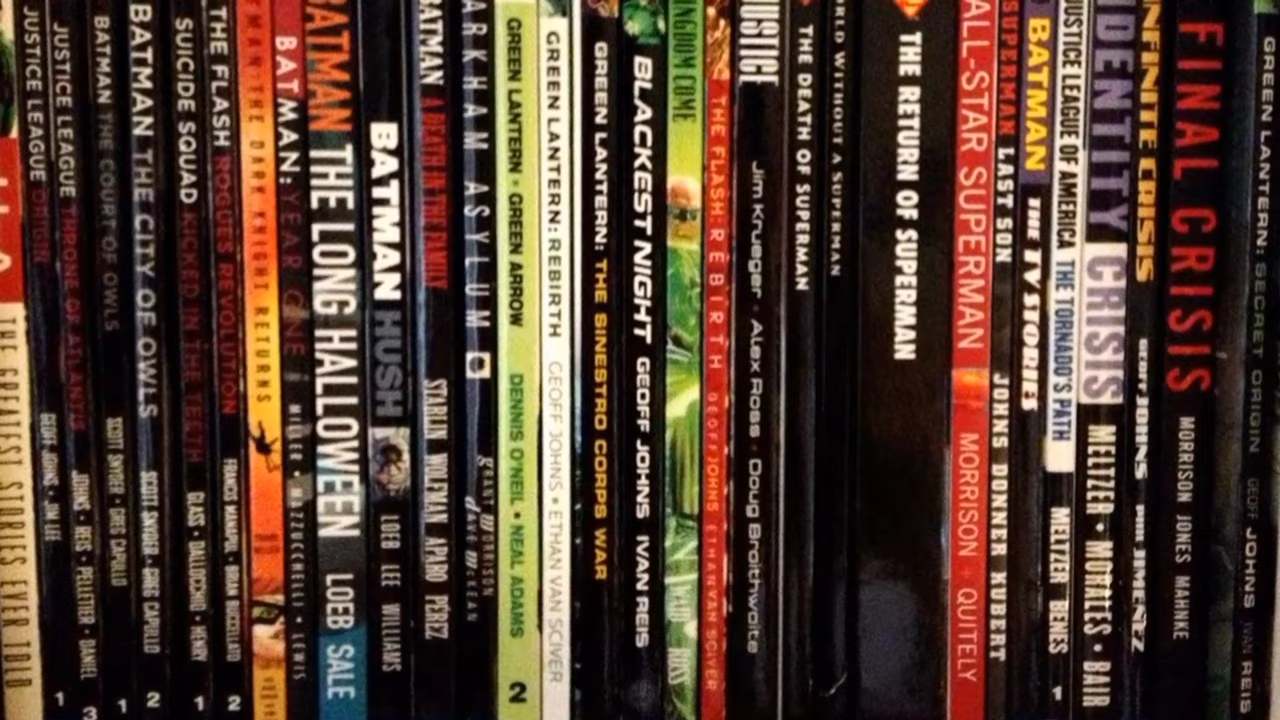 THE GREATEST STORIES EVER TOLD
JUSTICE LEAGUE ORIGIN GEOFF JOHNS • JIM LEE 1
JUSTICE LEAGUE THRONE OF ATLANTIS JOHNS • REIS • PELLETIER • DANIEL 3
BATMAN THE COURT OF OWLS SCOTT SNYDER • GREG CAPULLO 1
BATMAN THE CITY OF OWLS SCOTT SNYDER • GREG CAPULLO 2
SUICIDE SQUAD KICKED IN THE TEETH GLASS • DALLOCCHIO • HENRY 1
THE FLASH ROGUES REVOLUTION FRANCIS MANAPUL • BRIAN BUCCELLATO 2
THE DARK KNIGHT RETURNS
BATMAN: YEAR ONE MILLER • MAZZUCCHELLI • LEWIS
BATMAN THE LONG HALLOWEEN LOEB SALE
BATMAN HUSH LOEB LEE WILLIAMS
BATMAN A DEATH IN THE FAMILY STARLIN WOLFMAN APARO PÉREZ
ARKHAM ASYLUM grant morrison dave mckean
GREEN LANTERN • GREEN ARROW DENNIS O'NEIL • NEAL ADAMS 2
GREEN LANTERN: REBIRTH GEOFF JOHNS • ETHAN VAN SCIVER
GREEN LANTERN: THE SINESTRO CORPS WAR
BLACKEST NIGHT GEOFF JOHNS IVAN REIS
KINGDOM COME WAID ROSS
THE FLASH: REBIRTH GEOFF JOHNS ETHAN VAN SCIVER
JUSTICE Jim Krueger • Alex Ross • Doug Braithwaite
THE DEATH OF SUPERMAN
WORLD WITHOUT A SUPERMAN
THE RETURN OF SUPERMAN
ALL-STAR SUPERMAN MORRISON • QUITELY
SUPERMAN LAST SON JOHNS DONNER KUBERT
BATMAN THE TV STORIES
JUSTICE LEAGUE OF AMERICA THE TORNADO'S PATH MELTZER BENES 1
IDENTITY CRISIS MELTZER • MORALES • BAIR
INFINITE CRISIS GEOFF JOHNS PHIL JIMENEZ
FINAL CRISIS MORRISON JONES MAHNKE
GREEN LANTERN: SECRET ORIGIN GEOFF JOHNS IVAN REIS